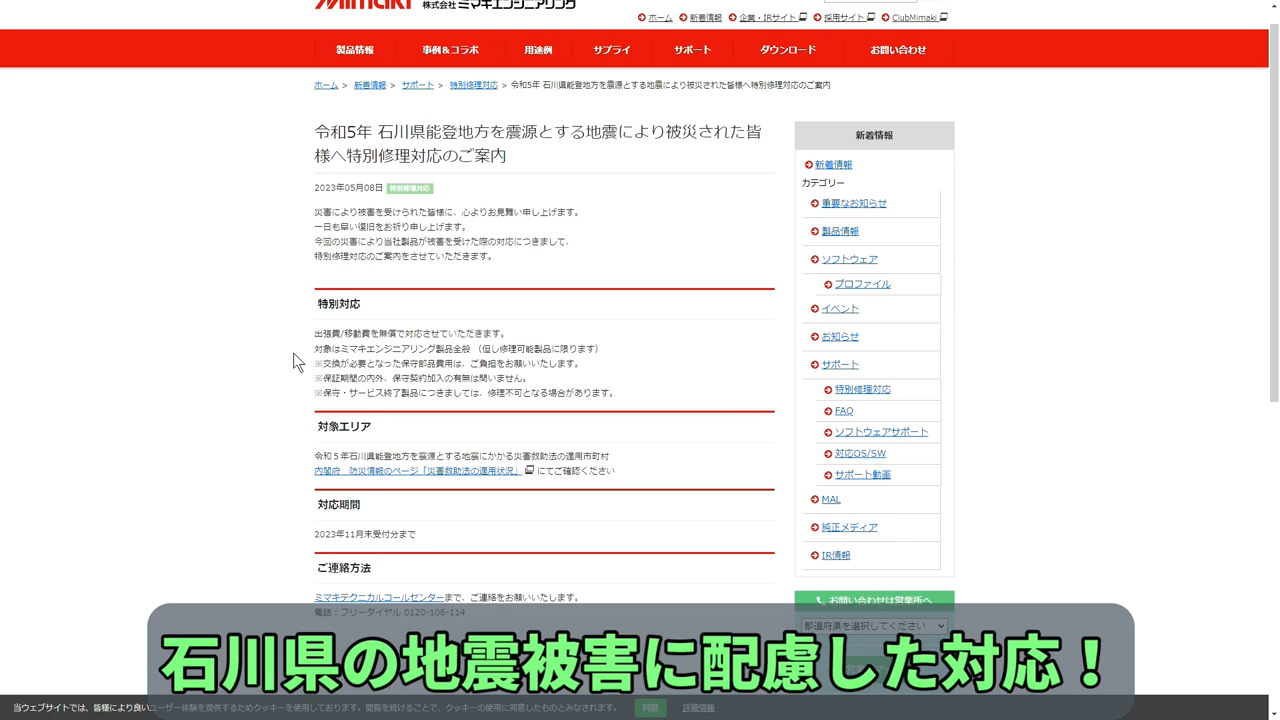 Mimaki 株式会社 ミマキエンジニアリング
ホーム 新着情報 企業・IRサイト 採用サイト ClubMimaki
製品情報 事例&コラボ 用途例 サプライ サポート ダウンロード お問い合わせ
ホーム > 新着情報 > サポート > 特別修理対応 > 令和5年 石川県能登地方を震源とする地震により被災された皆様へ特別修理対応のご案内
令和5年 石川県能登地方を震源とする地震により被災された皆
様へ特別修理対応のご案内
2023年05月08日 特別修理対応
災害により被害を受けられた皆様に、心よりお見舞い申し上げます。
一日も早い復旧をお祈り申し上げます。
今回の災害により当社製品が被害を受けた際の対応につきまして、
特別修理対応のご案内をさせていただきます。
特別対応
出張費/移動費を無償で対応させていただきます。
対象はミマキエンジニアリング製品全般 (但し修理可能製品に限ります)
※交換が必要となった保守部品費用は、ご負担をお願いいたします。
※保証期間の内外、保守契約加入の有無は問いません。
※保守・サービス終了製品につきましては、修理不可となる場合があります。
対象エリア
令和5年石川県能登地方を震源とする地震にかかる災害救助法の適用市町村
内閣府 防災情報のページ「災害救助法の適用状況」 にてご確認ください
対応期間
2023年11月末受付分まで
ご連絡方法
ミマキテクニカルコールセンターまで、ご連絡をお願いいたします。
電話:フリーダイヤル 0120-106-114
新着情報
新着情報
カテゴリー
重要なお知らせ
製品情報
ソフトウェア
プロファイル
イベント
お知らせ
サポート
特別修理対応
FAQ
ソフトウェアサポート
対応OS/SW
サポート動画
MAL
純正メディア
IR情報
お問い合わせは営業所へ
都道府県を選択してください
石川県の地震被害に配慮した対応!
当ウェブサイトでは、皆様により良いユーザー体験を提供するためクッキーを使用しております。閲覧を続けることで、クッキーの使用に同意したものとみなされます。 同意 詳細情報